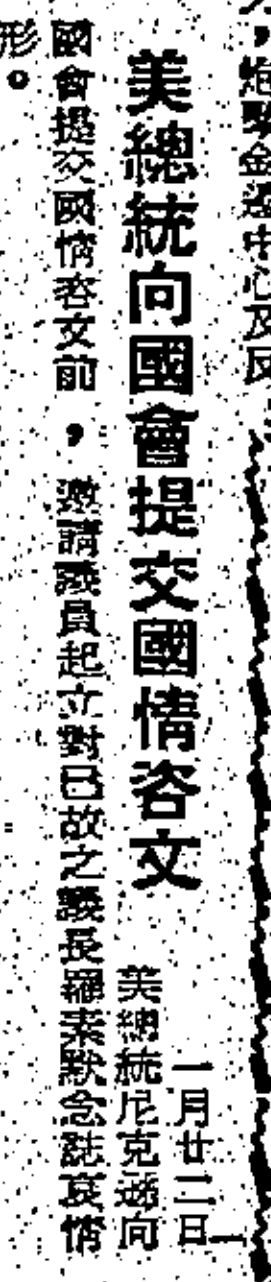 ，炮擊金邊中心及反
美總統向國會提交國情咨文
一月廿二日
美總統尼克遜向
國會提交國情咨文前，邀請議員起立對已故之議長羅素默念誌哀情
形。